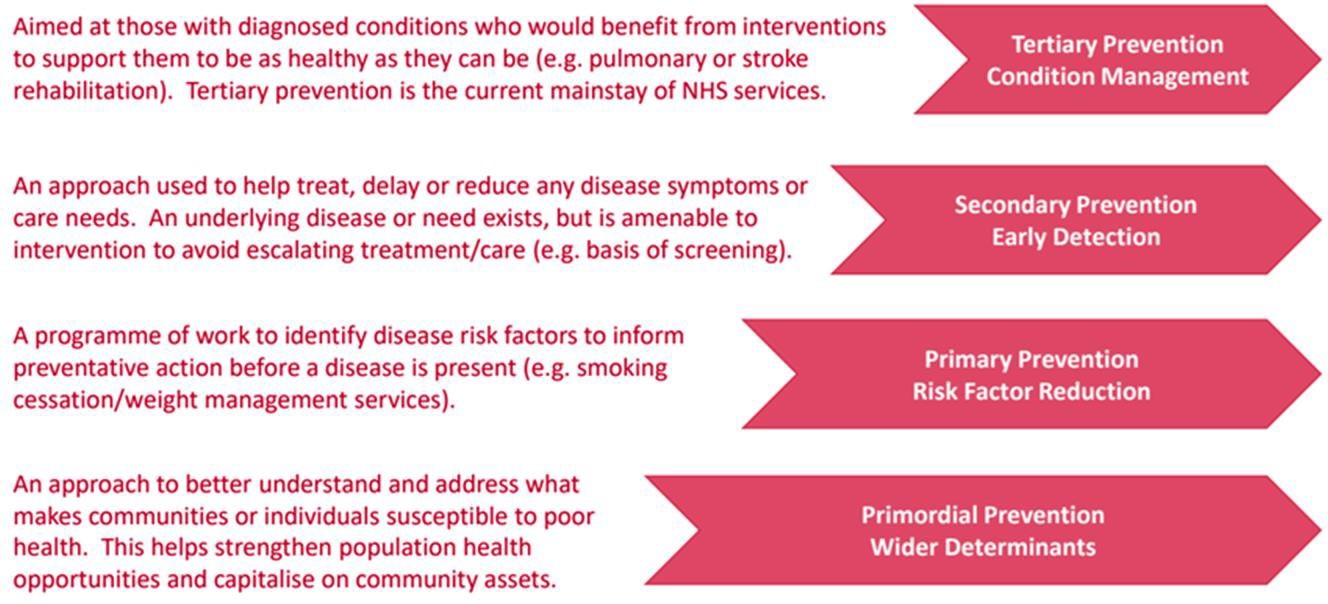 Aimed at those with diagnosed conditions who would benefit from interventions
to support them to be as healthy as they can be (e.g. pulmonary or stroke
rehabilitation).  Tertiary prevention is the current mainstay of NHS services.
Tertiary Prevention
Condition Management
An approach used to help treat, delay or reduce any disease symptoms or
care needs.  An underlying disease or need exists, but is amenable to
intervention to avoid escalating treatment/care (e.g. basis of screening).
Secondary Prevention
Early Detection
A programme of work to identify disease risk factors to inform
preventative action before a disease is present (e.g. smoking
cessation/weight management services).
Primary Prevention
Risk Factor Reduction
An approach to better understand and address what
makes communities or individuals susceptible to poor
health.  This helps strengthen population health
opportunities and capitalise on community assets.
Primordial Prevention
Wider Determinants